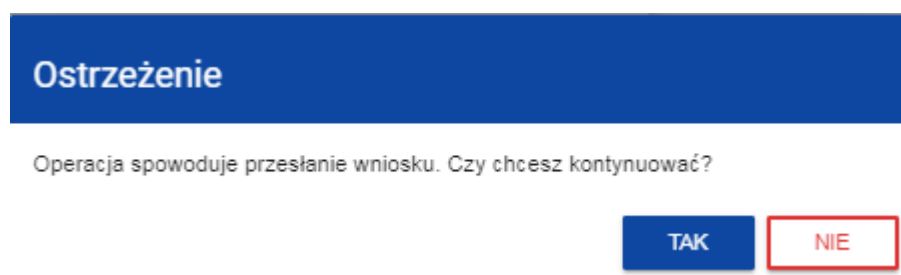 Ostrzeżenie
Operacja spowoduje przesłanie wniosku. Czy chcesz kontynuować?
TAK NIE